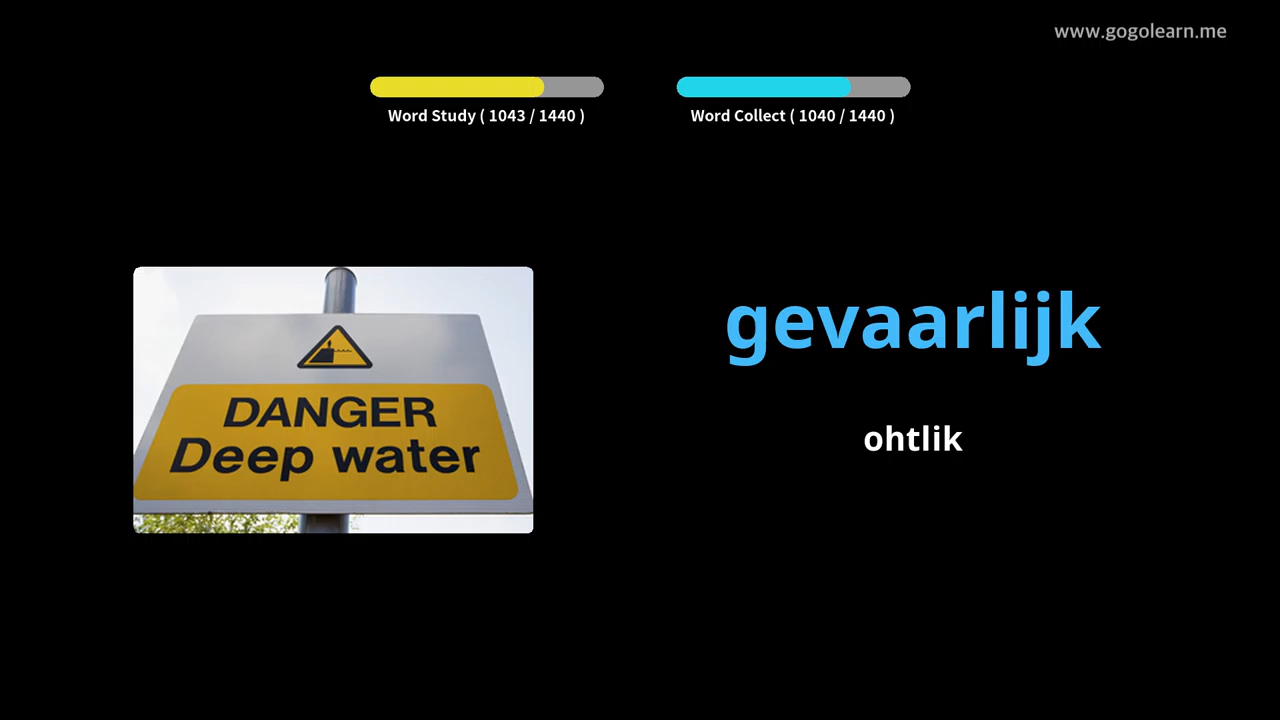 www.gogolearn.me
Word Study ( 1043 / 1440 )
Word Collect ( 1040 / 1440 )
DANGER
Deep water
gevaarlijk
ohtlik